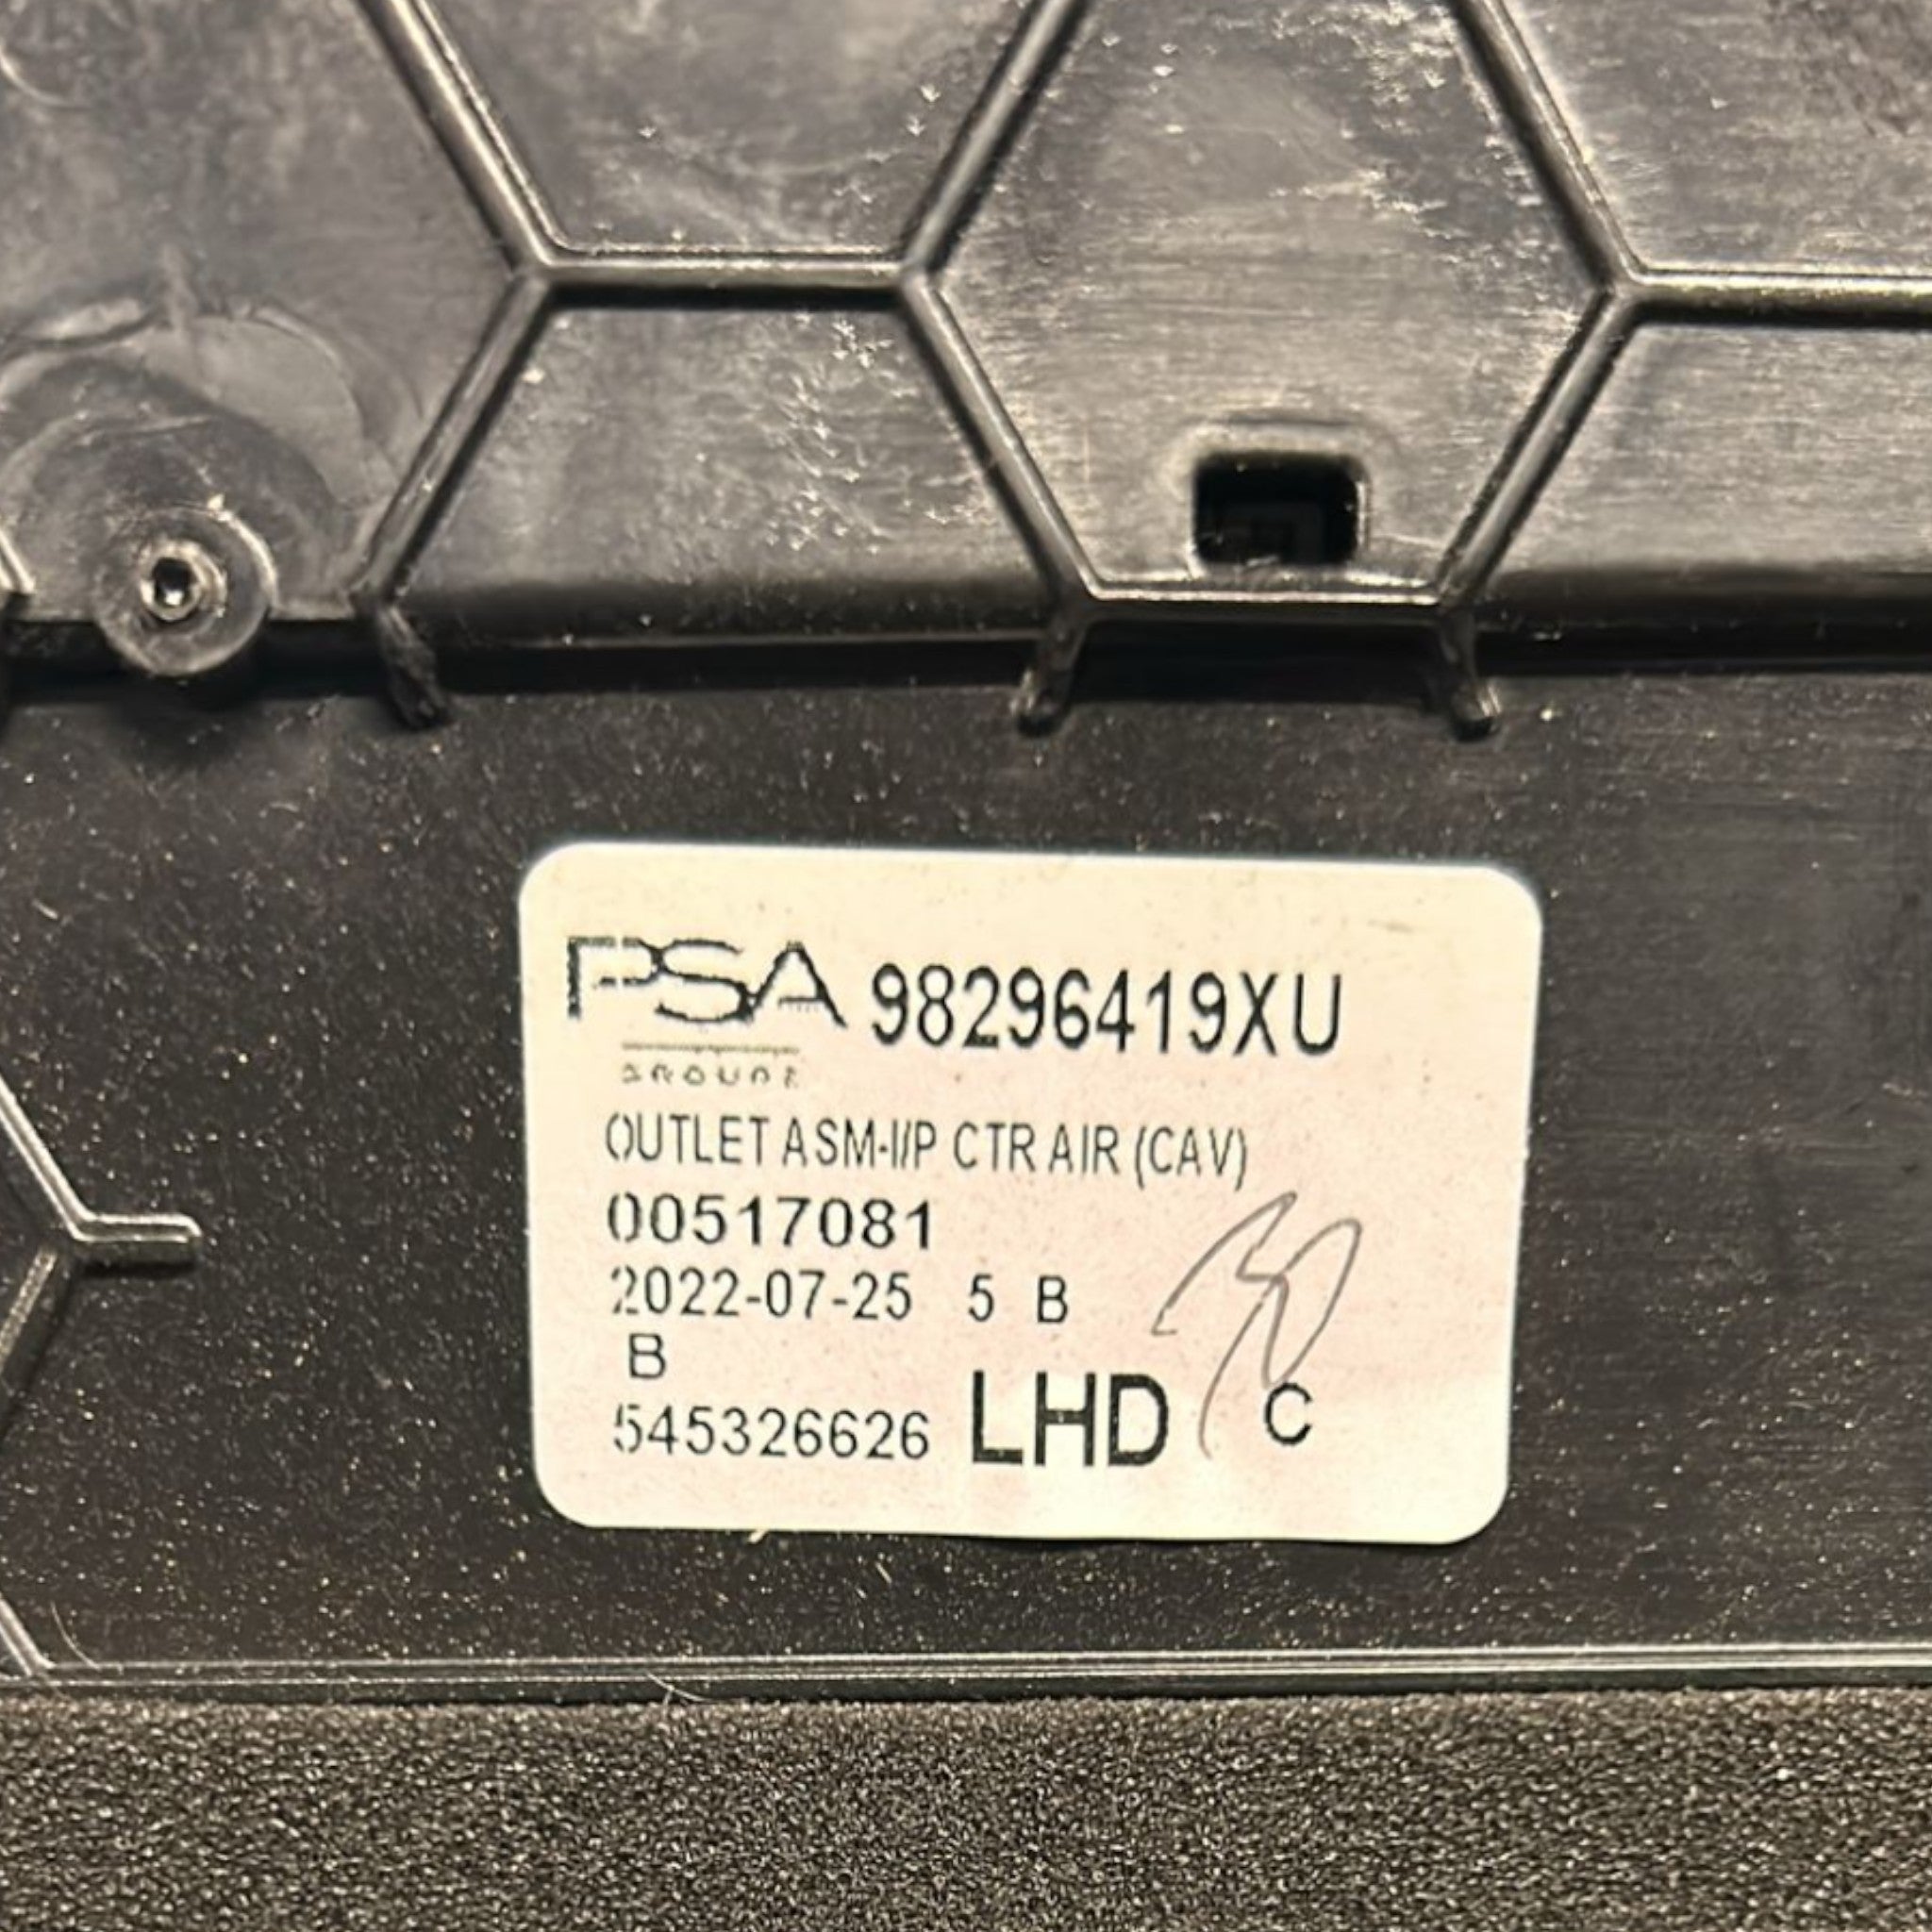 PSA 98296419XU
GROUPE
OUTLET ASM-I/P CTR AIR (CAV)
00517081
2022-07-25 5 B
B
545326626 LHD C